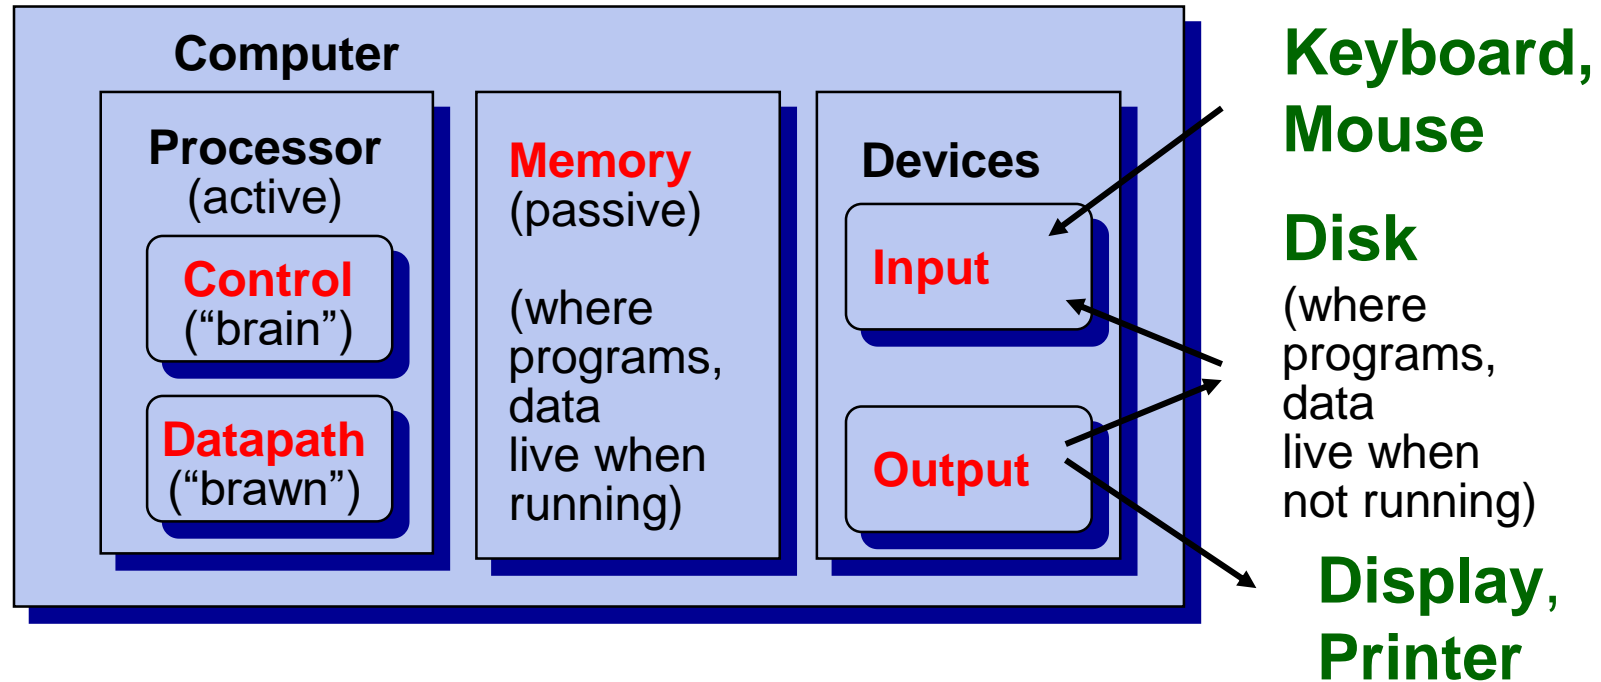 Computer
Processor
(active)
Control
(“brain”)
Datapath
(“brawn”)
Memory
(passive)
(where
programs,
data
live when
running)
Devices
Input
Output
Keyboard,
Mouse
Disk
(where
programs,
data
live when
not running)
Display,
Printer